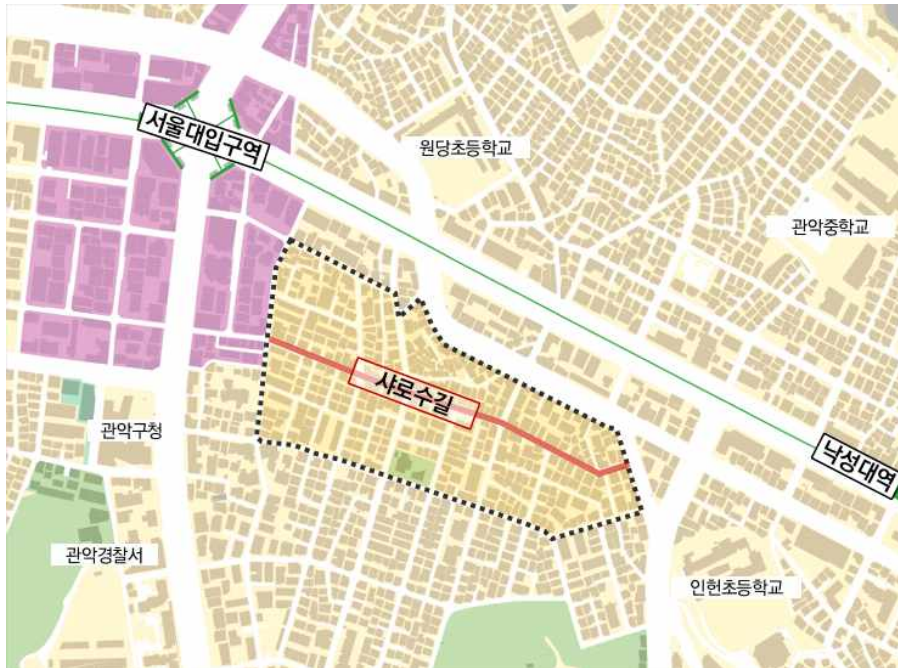 서울대입구역
원당초등학교
관악중학교
샤로수길
관악구청
낙성대역
관악경찰서
인헌초등학교